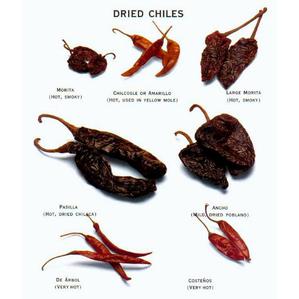 DRIED CHILES
MORITA
(HOT, SMOKY)
CHILCOSLE OR AMARILLO
(HOT, USED IN YELLOW MOLE)
LARGE MORITA
(HOT, SMOKY)
PASILLA
(HOT, DRIED CHILACA)
ANCHO
(MILD, DRIED POBLANO)
DE ÁRBOL
(VERY HOT)
COSTEÑOS
(VERY HOT)